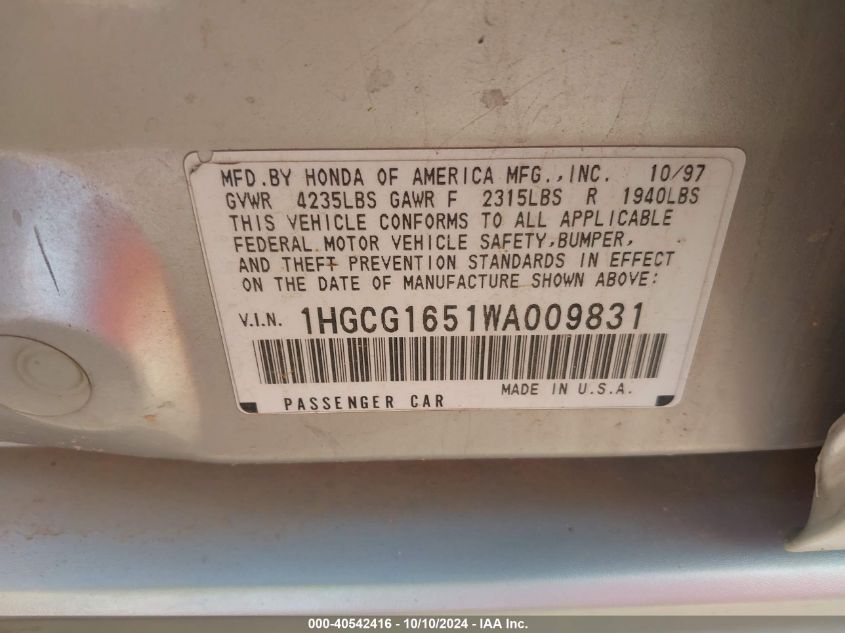 MFD.BY HONDA OF AMERICA MFG.,INC. 10/97
GVWR 4235LBS GAWR F 2315LBS R 1940LBS
THIS VEHICLE CONFORMS TO ALL APPLICABLE
FEDERAL MOTOR VEHICLE SAFETY,BUMPER,
AND THEFT PREVENTION STANDARDS IN EFFECT
ON THE DATE OF MANUFACTURE SHOWN ABOVE:
V.I.N. 1HGCG1651WA009831
PASSENGER CAR MADE IN U.S.A.
000-40542416 - 10/10/2024 - IAA Inc.